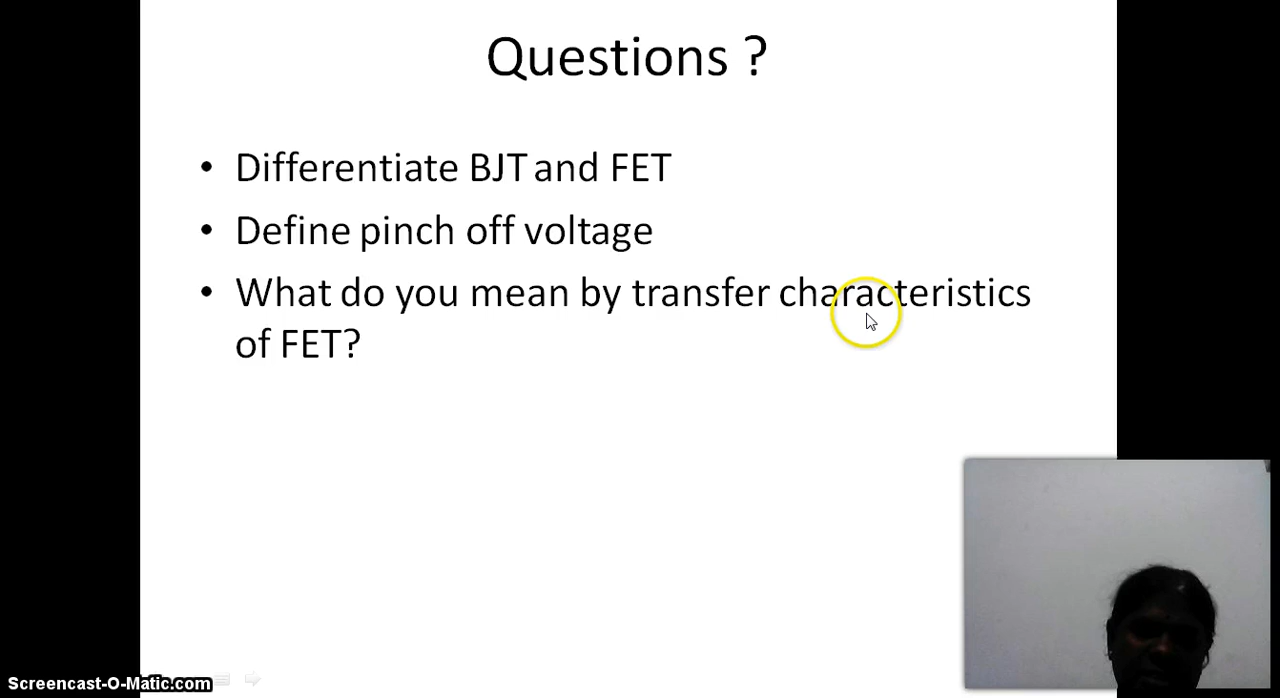 Questions ?
• Differentiate BJT and FET
• Define pinch off voltage
• What do you mean by transfer characteristics
of FET?
Screencast-O-Matic.com